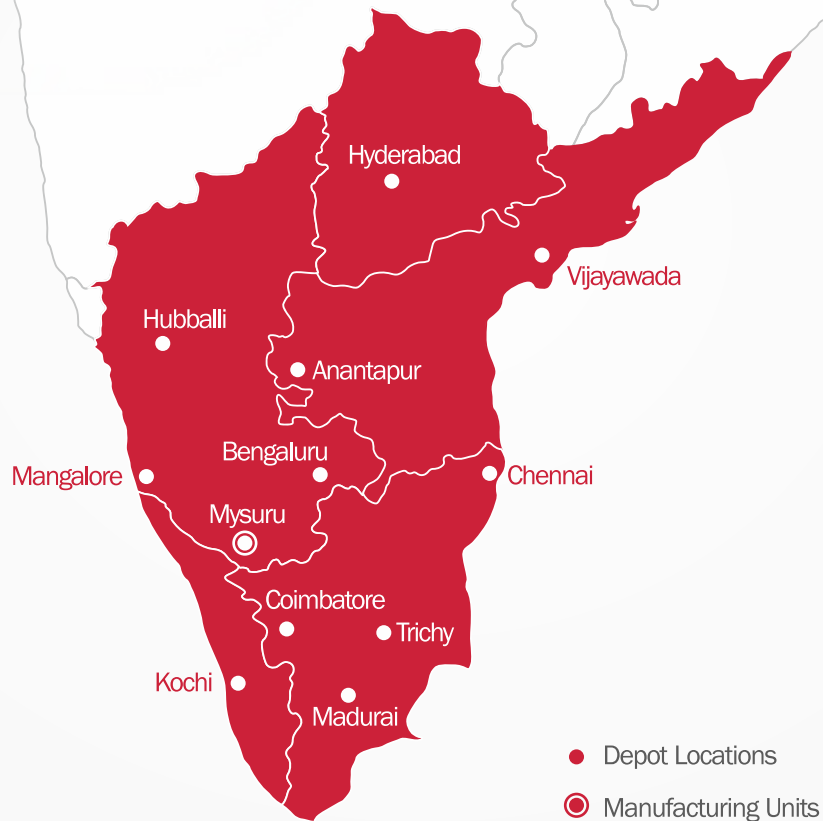 Hyderabad
Vijayawada
Hubballi
Anantapur
Bengaluru
Mangalore
Chennai
Mysuru
Coimbatore
Trichy
Kochi
Madurai
Depot Locations
Manufacturing Units